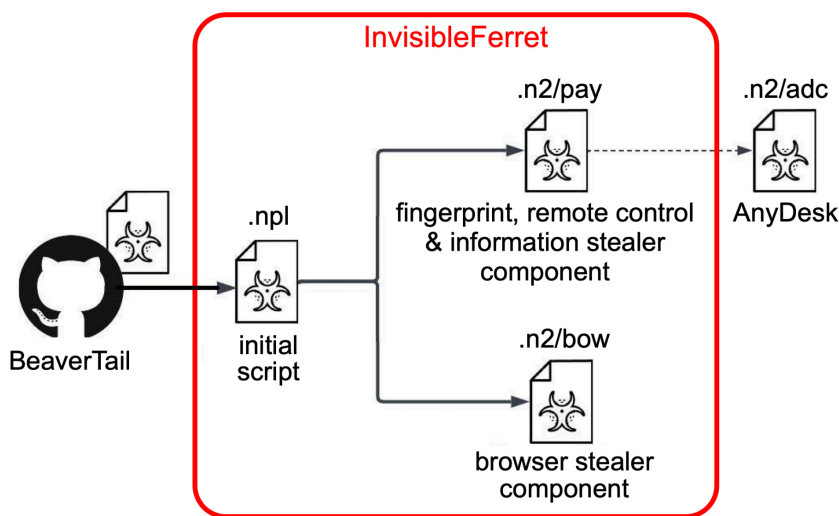 InvisibleFerret
.n2/pay
.n2/adc
fingerprint, remote control
& information stealer
component
AnyDesk
.npl
initial
script
BeaverTail
.n2/bow
browser stealer
component